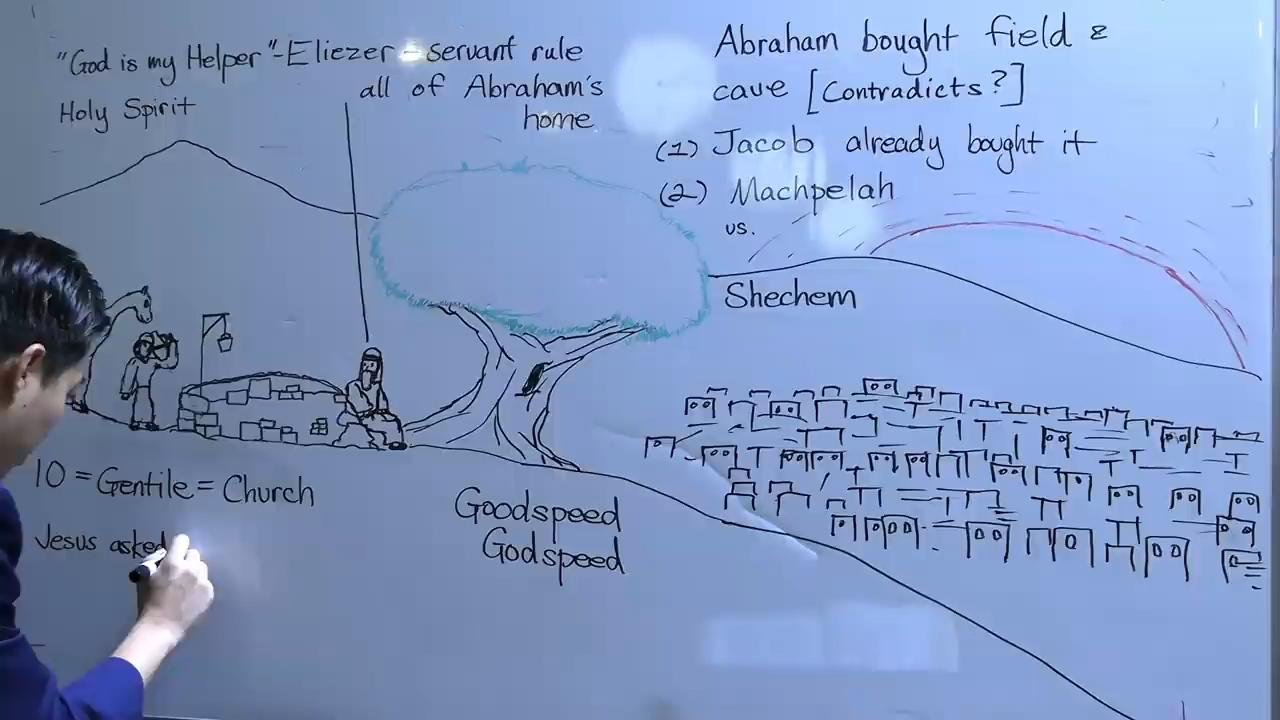 "God is my Helper" - Eliezer - servant rule
all of Abraham's
home
Holy Spirit
Abraham bought field &
cave [Contradicts?]
(1) Jacob already bought it
(2) Machpelah
vs.
Shechem
10 = Gentile = Church
Jesus asked
Goodspeed
Godspeed